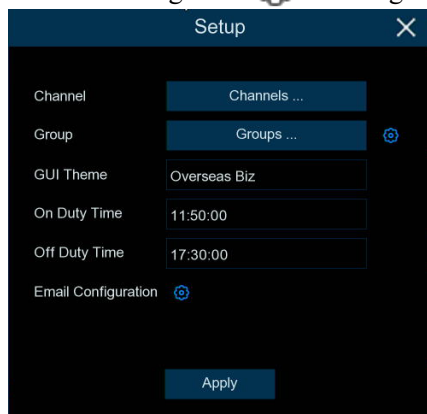 Setup
Channel Channels ...
Group Groups ...
GUI Theme Overseas Biz
On Duty Time 11:50:00
Off Duty Time 17:30:00
Email Configuration
Apply